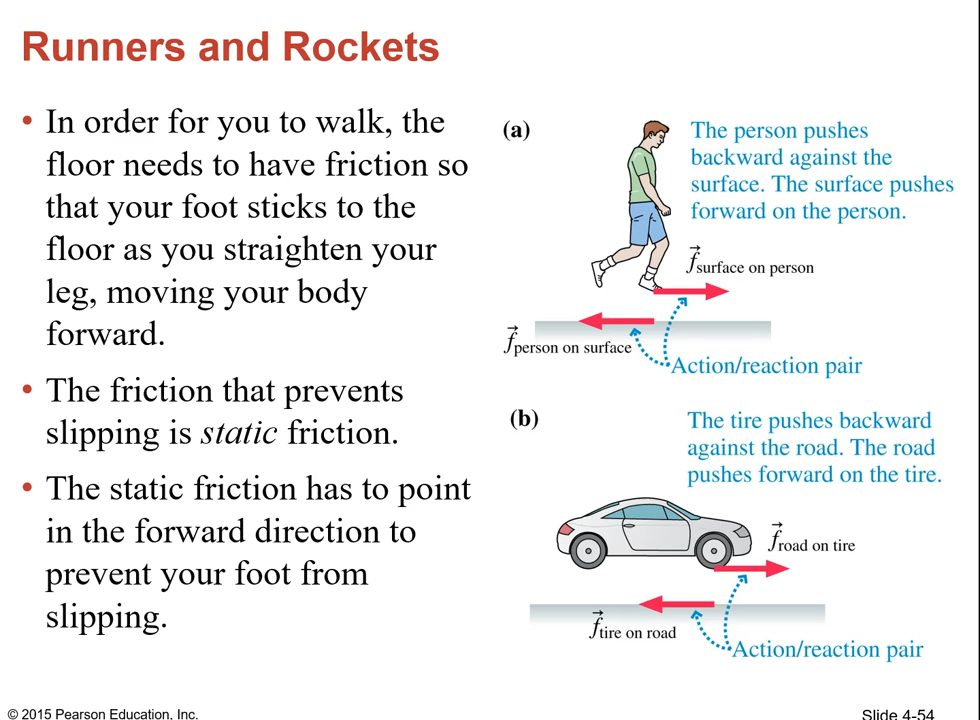 Runners and Rockets
• In order for you to walk, the
floor needs to have friction so
that your foot sticks to the
floor as you straighten your
leg, moving your body
forward.
• The friction that prevents
slipping is static friction.
• The static friction has to point
in the forward direction to
prevent your foot from
slipping.
(a)
The person pushes
backward against the
surface. The surface pushes
forward on the person.
f⃗ surface on person
f⃗ person on surface
Action/reaction pair
(b)
The tire pushes backward
against the road. The road
pushes forward on the tire.
f⃗ road on tire
f⃗ tire on road
Action/reaction pair
© 2015 Pearson Education, Inc.
Slide 4-54